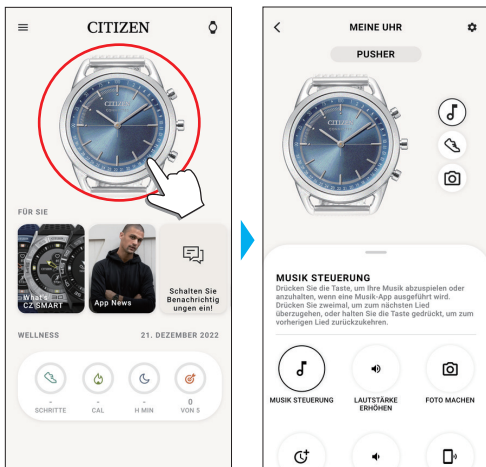 CITIZEN
CITIZEN
FÜR SIE
What's
CZ SMART
App News
Schalten Sie
Benachrichtig
ungen ein!
WELLNESS
21. DEZEMBER 2022
-
SCHRITTE
-
CAL
-
H MIN
0
VON 5
MEINE UHR
PUSHER
CITIZEN
MUSIK STEUERUNG
Drücken Sie die Taste, um Ihre Musik abzuspielen oder
anzuhalten, wenn eine Musik-App ausgeführt wird.
Drücken Sie zweimal, um zum nächsten Lied
überzugehen, oder halten Sie die Taste gedrückt, um zum
vorherigen Lied zurückzukehren.
MUSIK STEUERUNG
LAUTSTÄRKE
ERHÖHEN
FOTO MACHEN